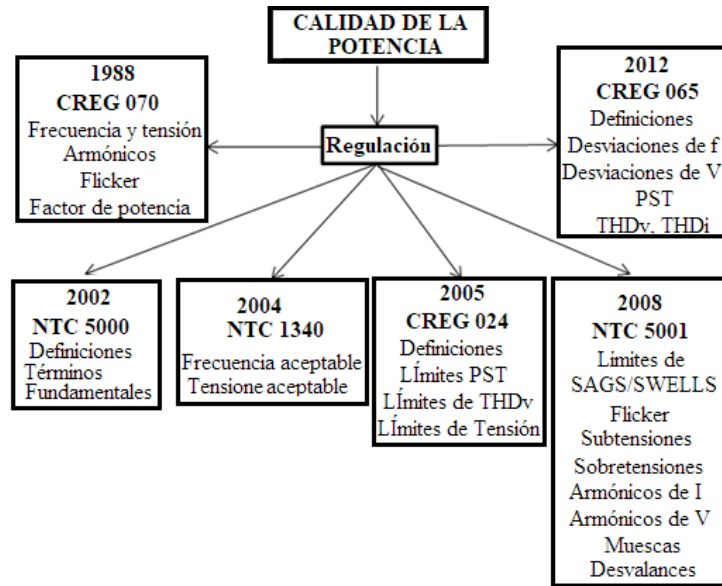 CALIDAD DE LA
POTENCIA
1988
CREG 070
Frecuencia y tensión
Armónicos
Flicker
Factor de potencia
Regulación
2012
CREG 065
Definiciones
Desviaciones de f
Desviaciones de V
PST
THDv, THDi
2002
NTC 5000
Definiciones
Términos
Fundamentales
2004
NTC 1340
Frecuencia aceptable
Tensione aceptable
2005
CREG 024
Definiciones
LÍmites PST
LÍmites de THDv
LÍmites de Tensión
2008
NTC 5001
Limites de
SAGS/SWELLS
Flicker
Subtensiones
Sobretensiones
Armónicos de I
Armónicos de V
Muescas
Desvalances